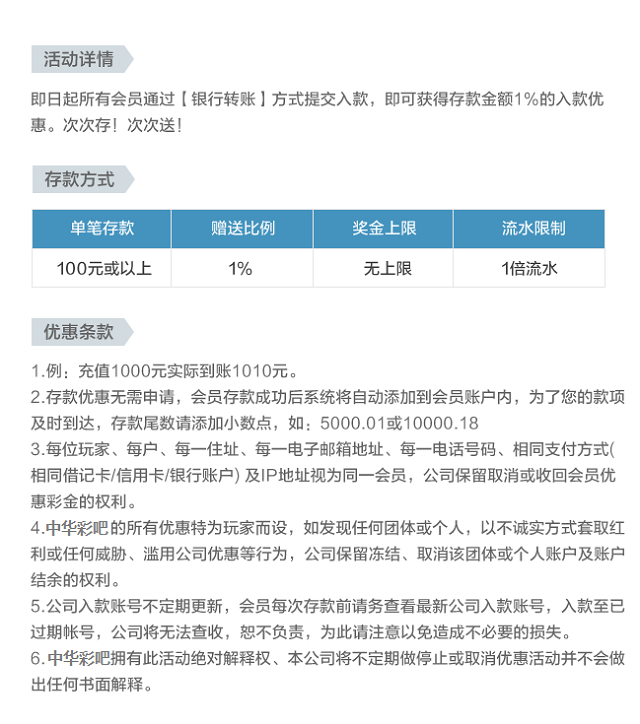 活动详情
即日起所有会员通过【银行转账】方式提交入款，即可获得存款金额1%的入款优
惠。次次存！次次送！
存款方式
单笔存款 赠送比例 奖金上限 流水限制
100元或以上 1% 无上限 1倍流水
优惠条款
1.例：充值1000元实际到账1010元。
2.存款优惠无需申请，会员存款成功后系统将自动添加到会员账户内，为了您的款项
及时到达，存款尾数请添加小数点，如：5000.01或10000.18
3.每位玩家、每户、每一住址、每一电子邮箱地址、每一电话号码、相同支付方式(
相同借记卡/信用卡/银行账户) 及IP地址视为同一会员，公司保留取消或收回会员优
惠彩金的权利。
4.中华彩吧的所有优惠特为玩家而设，如发现任何团体或个人，以不诚实方式套取红
利或任何威胁、滥用公司优惠等行为，公司保留冻结、取消该团体或个人账户及账户
结余的权利。
5.公司入款账号不定期更新，会员每次存款前请务查看最新公司入款账号，入款至已
过期帐号，公司将无法查收，恕不负责，为此请注意以免造成不必要的损失。
6.中华彩吧拥有此活动绝对解释权、本公司将不定期做停止或取消优惠活动并不会做
出任何书面解释。